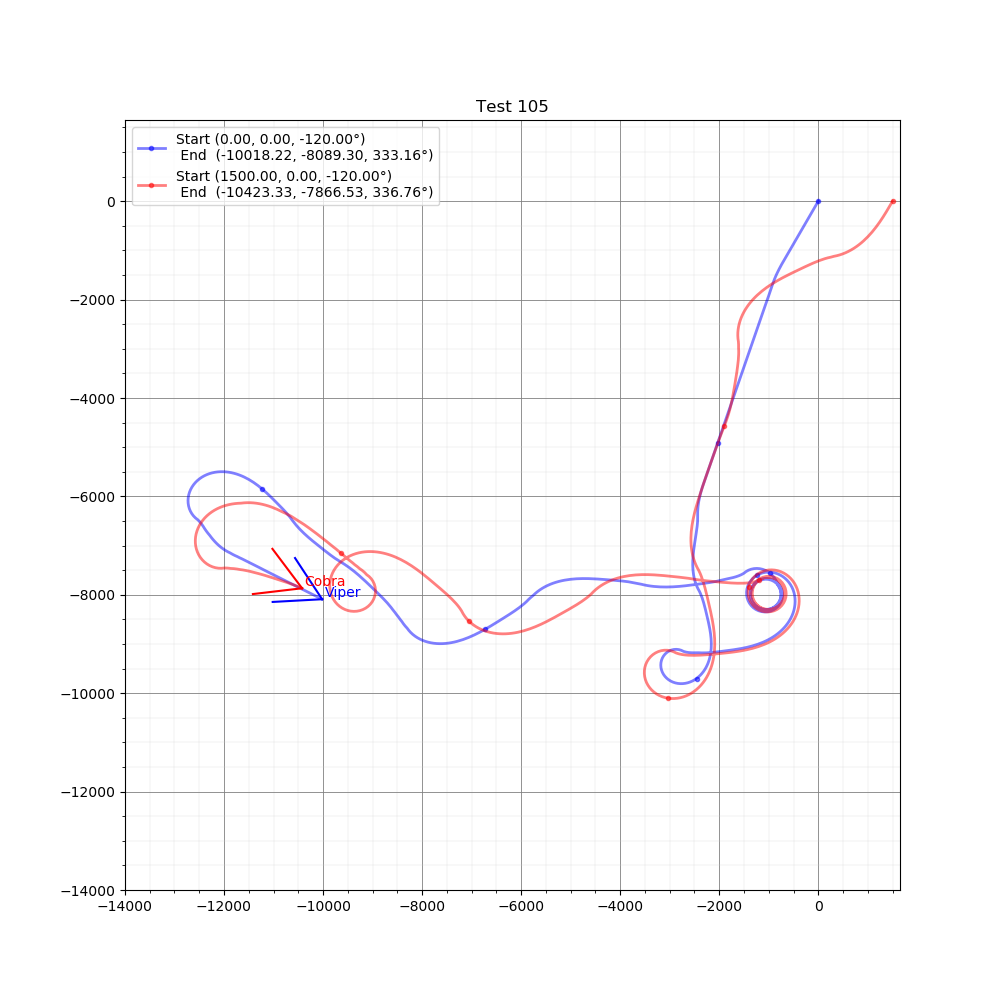 Test 105
Start (0.00, 0.00, -120.00°)
End  (-10018.22, -8089.30, 333.16°)
Start (1500.00, 0.00, -120.00°)
End  (-10423.33, -7866.53, 336.76°)
0
−2000
−4000
−6000
−8000
−10000
−12000
−14000
Cobra
Viper
−14000 −12000 −10000 −8000 −6000 −4000 −2000 0